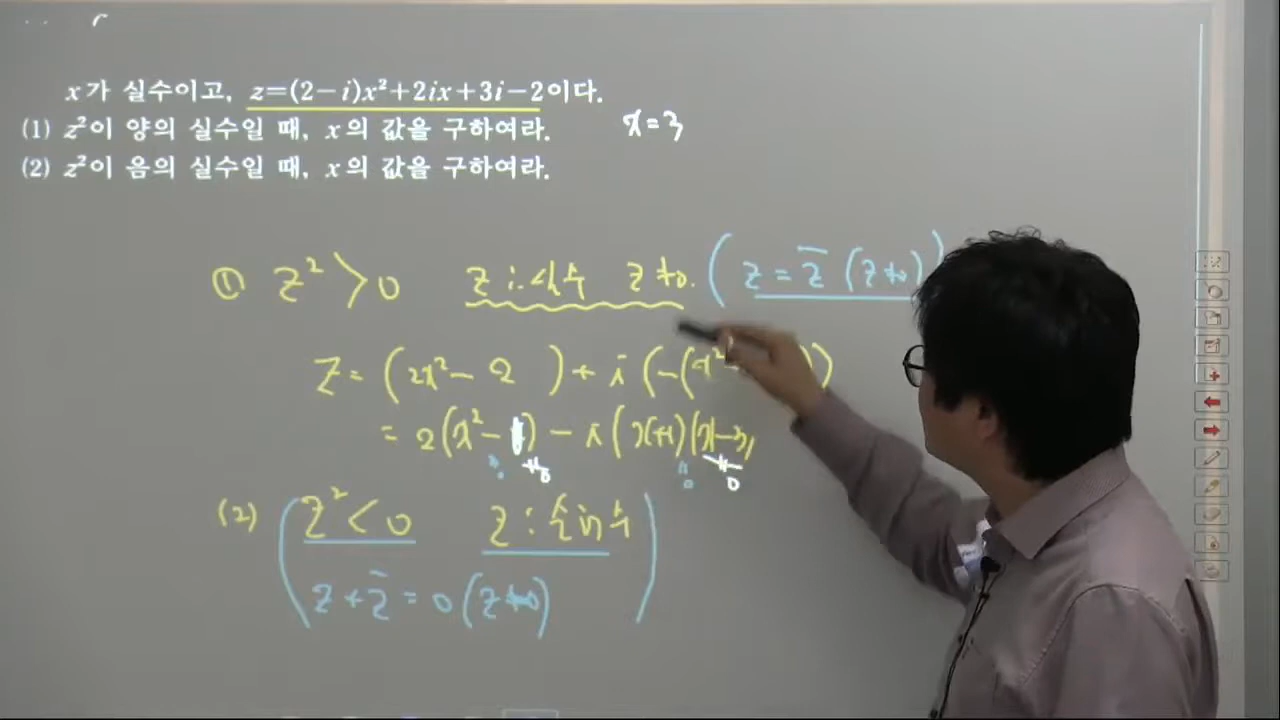 x가 실수이고, z=(2-i)x²+2ix+3i-2이다.
(1) z²이 양의 실수일 때, x의 값을 구하여라. x=3
(2) z²이 음의 실수일 때, x의 값을 구하여라.
① z²>0 z:실수 z≠0. (z=z̄ (z≠0))
z=(2x²-2 )+i(-(x²
=2(x²-1)-i(x+1)(x-3)
(2) z²<0 z:순허수
z+z̄=0(z≠0)